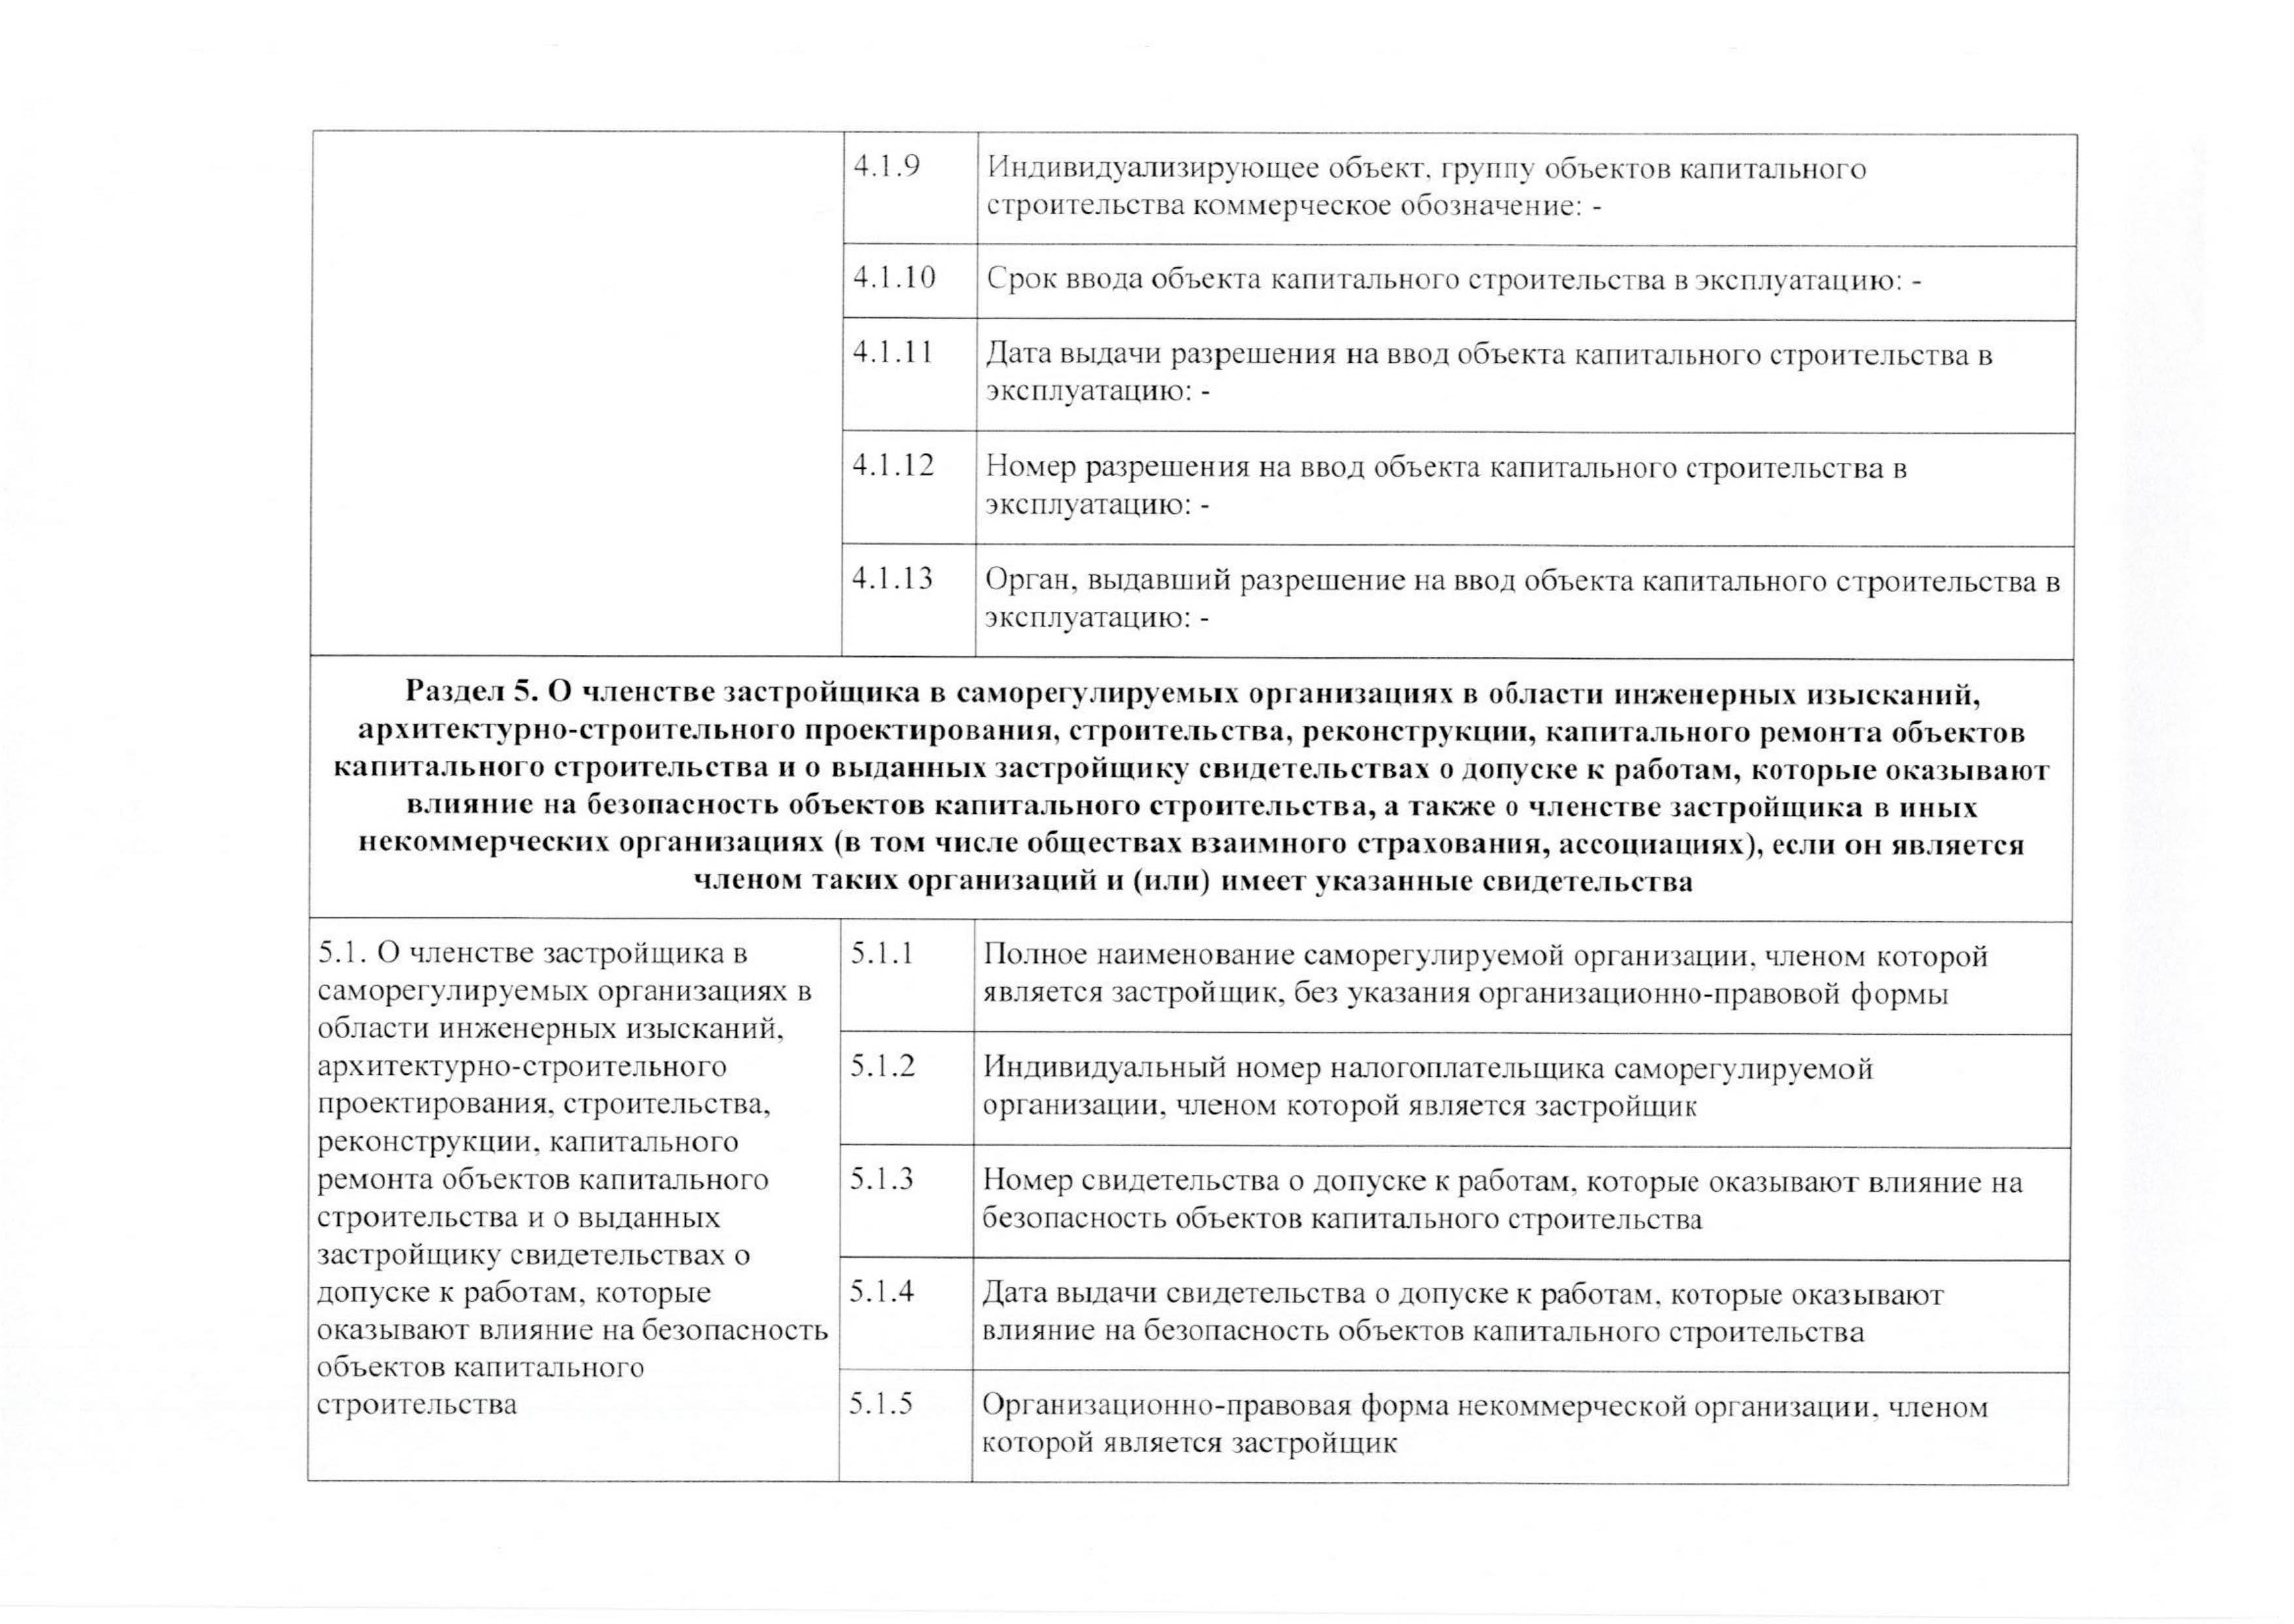 4.1.9
Индивидуализирующее объект, группу объектов капитального
строительства коммерческое обозначение: -
4.1.10
Срок ввода объекта капитального строительства в эксплуатацию: -
4.1.11
Дата выдачи разрешения на ввод объекта капитального строительства в
эксплуатацию: -
4.1.12
Номер разрешения на ввод объекта капитального строительства в
эксплуатацию: -
4.1.13
Орган, выдавший разрешение на ввод объекта капитального строительства в
эксплуатацию: -
Раздел 5. О членстве застройщика в саморегулируемых организациях в области инженерных изысканий,
архитектурно-строительного проектирования, строительства, реконструкции, капитального ремонта объектов
капитального строительства и о выданных застройщику свидетельствах о допуске к работам, которые оказывают
влияние на безопасность объектов капитального строительства, а также о членстве застройщика в иных
некоммерческих организациях (в том числе обществах взаимного страхования, ассоциациях), если он является
членом таких организаций и (или) имеет указанные свидетельства
5.1. О членстве застройщика в
саморегулируемых организациях в
области инженерных изысканий,
архитектурно-строительного
проектирования, строительства,
реконструкции, капитального
ремонта объектов капитального
строительства и о выданных
застройщику свидетельствах о
допуске к работам, которые
оказывают влияние на безопасность
объектов капитального
строительства
5.1.1
Полное наименование саморегулируемой организации, членом которой
является застройщик, без указания организационно-правовой формы
5.1.2
Индивидуальный номер налогоплательщика саморегулируемой
организации, членом которой является застройщик
5.1.3
Номер свидетельства о допуске к работам, которые оказывают влияние на
безопасность объектов капитального строительства
5.1.4
Дата выдачи свидетельства о допуске к работам, которые оказывают
влияние на безопасность объектов капитального строительства
5.1.5
Организационно-правовая форма некоммерческой организации, членом
которой является застройщик